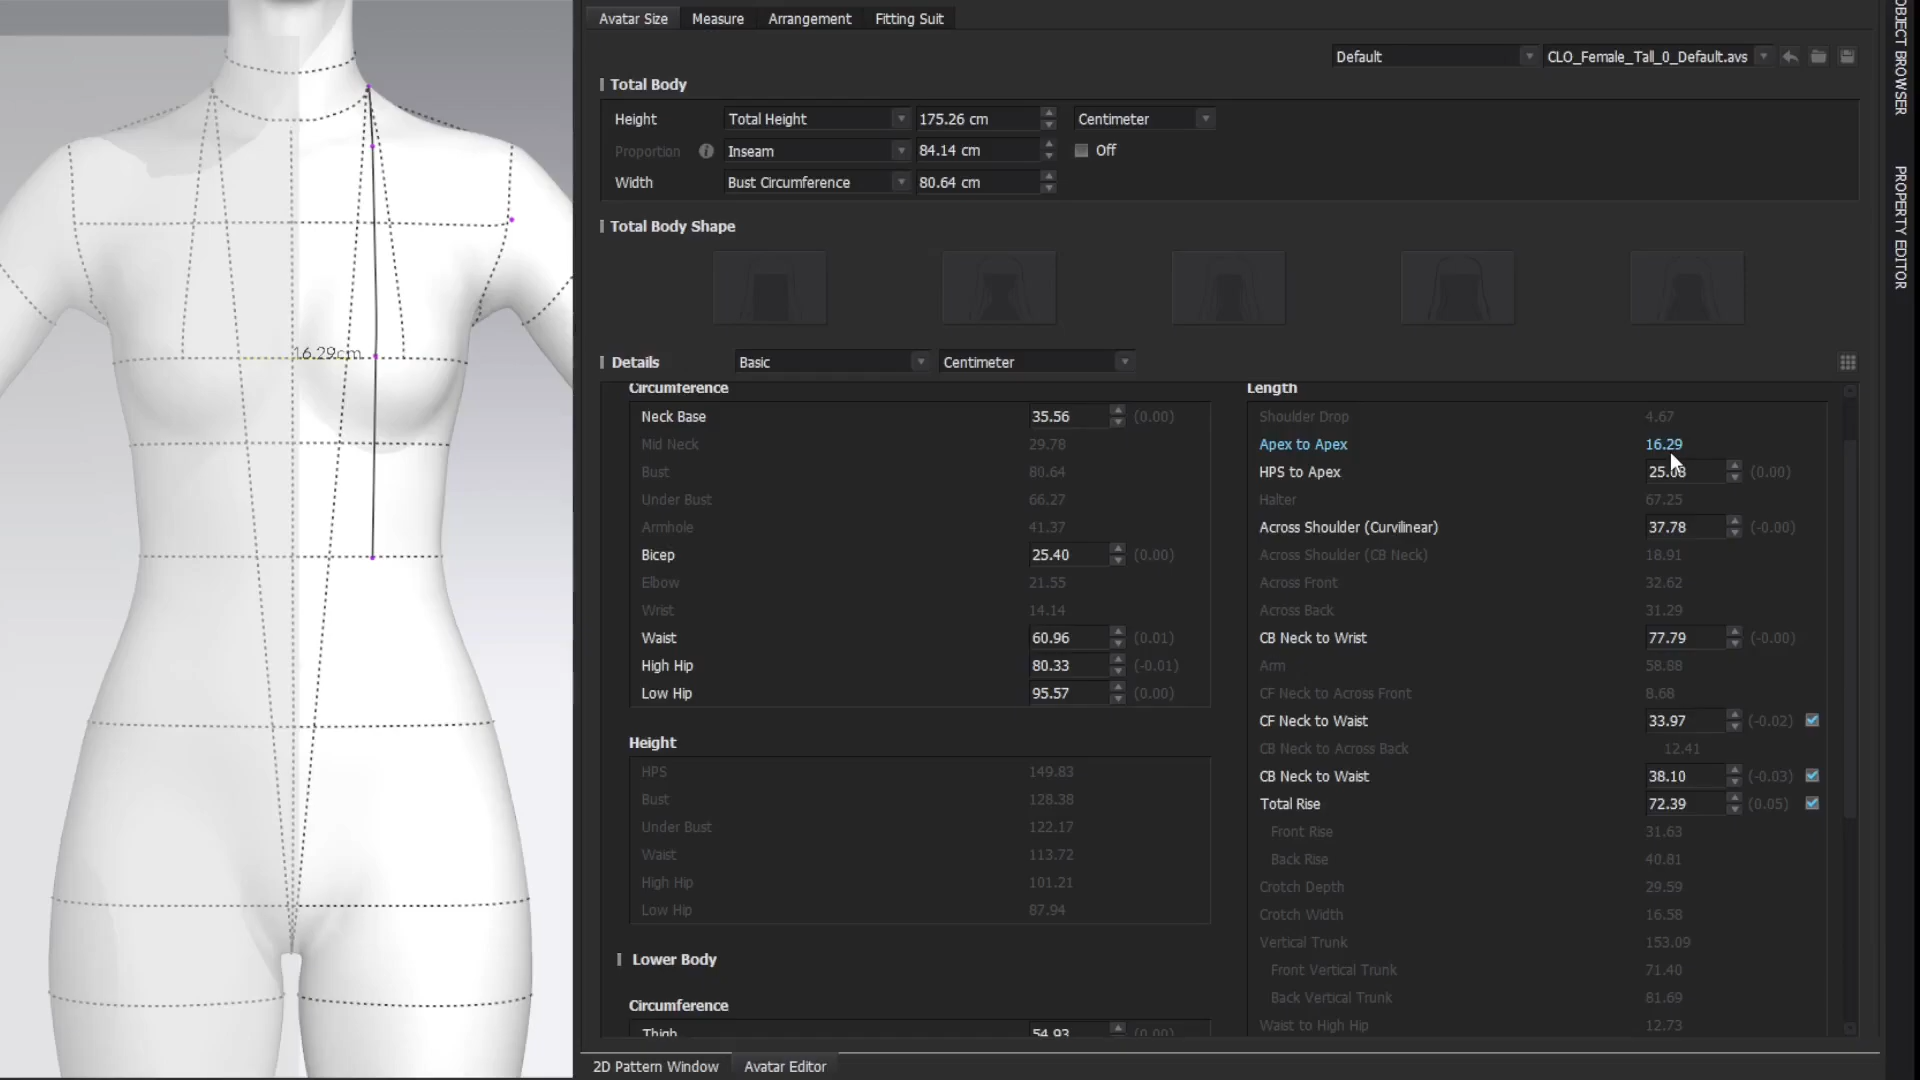 Avatar Size Measure Arrangement Fitting Suit
Default CLO_Female_Tall_0_Default.avs
OBJECT BROWSER
PROPERTY EDITOR
Total Body
Height Total Height 175.26 cm Centimeter
Proportion Inseam 84.14 cm Off
Width Bust Circumference 80.64 cm
Total Body Shape
16.29cm
Details Basic Centimeter
Circumference
Neck Base 35.56 (0.00)
Mid Neck 29.78
Bust 80.64
Under Bust 66.27
Armhole 41.37
Bicep 25.40 (0.00)
Elbow 21.55
Wrist 14.14
Waist 60.96 (0.01)
High Hip 80.33 (-0.01)
Low Hip 95.57 (0.00)
Height
HPS 149.83
Bust 128.38
Under Bust 122.17
Waist 113.72
High Hip 101.21
Low Hip 87.94
Lower Body
Circumference
Thigh 54.93 (0.00)
Length
Shoulder Drop 4.67
Apex to Apex 16.29
HPS to Apex (0.00)
Halter 67.25
Across Shoulder (Curvilinear) 37.78 (-0.00)
Across Shoulder (CB Neck) 18.91
Across Front 32.62
Across Back 31.29
CB Neck to Wrist 77.79 (-0.00)
Arm 58.88
CF Neck to Across Front 8.68
CF Neck to Waist 33.97 (-0.02)
CB Neck to Across Back 12.41
CB Neck to Waist 38.10 (-0.03)
Total Rise 72.39 (0.05)
Front Rise 31.63
Back Rise 40.81
Crotch Depth 29.59
Crotch Width 16.58
Vertical Trunk 153.09
Front Vertical Trunk 71.40
Back Vertical Trunk 81.69
Waist to High Hip 12.73
2D Pattern Window Avatar Editor